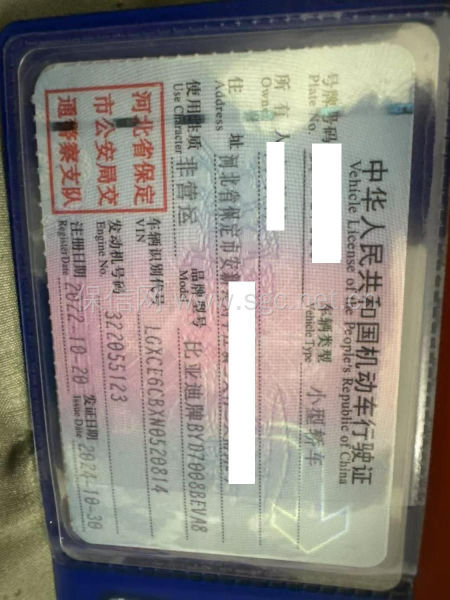 中华人民共和国机动车行驶证
Vehicle License of the People's Republic of China
号牌号码
Plate No.
车辆类型 小型轿车
Vehicle Type
所有人
Owner
住址 河北省保定市安新
Address
使用性质 非营运
Use Character
品牌型号 比亚迪牌BYD7008BEVA8
Model
车辆识别代号 LGXCE6CBXN0520814
VIN
发动机号码 322055123
Engine No.
注册日期 2022-10-20
Register Date
发证日期 2024-10-30
Issue Date
河北省保定
市公安局交
通警察支队